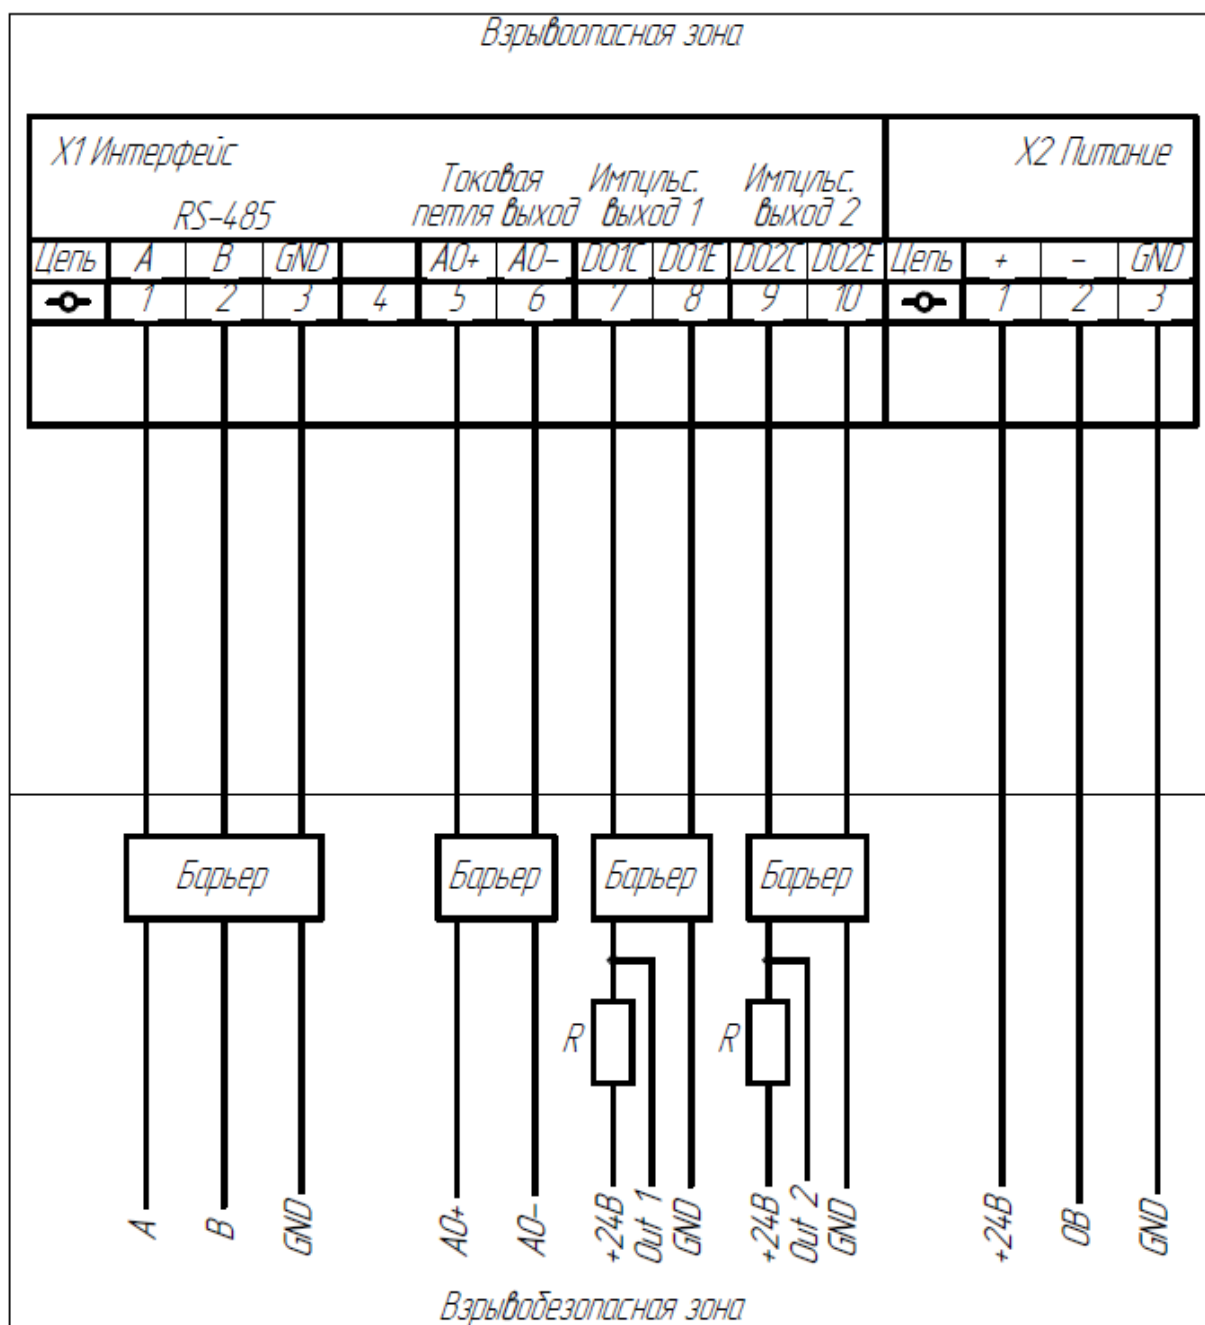 Взрывоопасная зона
X1 Интерфейс
X2 Питание
RS-485
Токовая петля выход
Импульс. выход 1
Импульс. выход 2
Цепь A B GND AO+ AO- DO1C DO1E DO2C DO2E Цепь + - GND
1 2 3 4 5 6 7 8 9 10 1 2 3
Барьер Барьер Барьер Барьер
R R
A B GND AO+ AO- +24В Out 1 GND +24В Out 2 GND +24В 0В GND
Взрывобезопасная зона